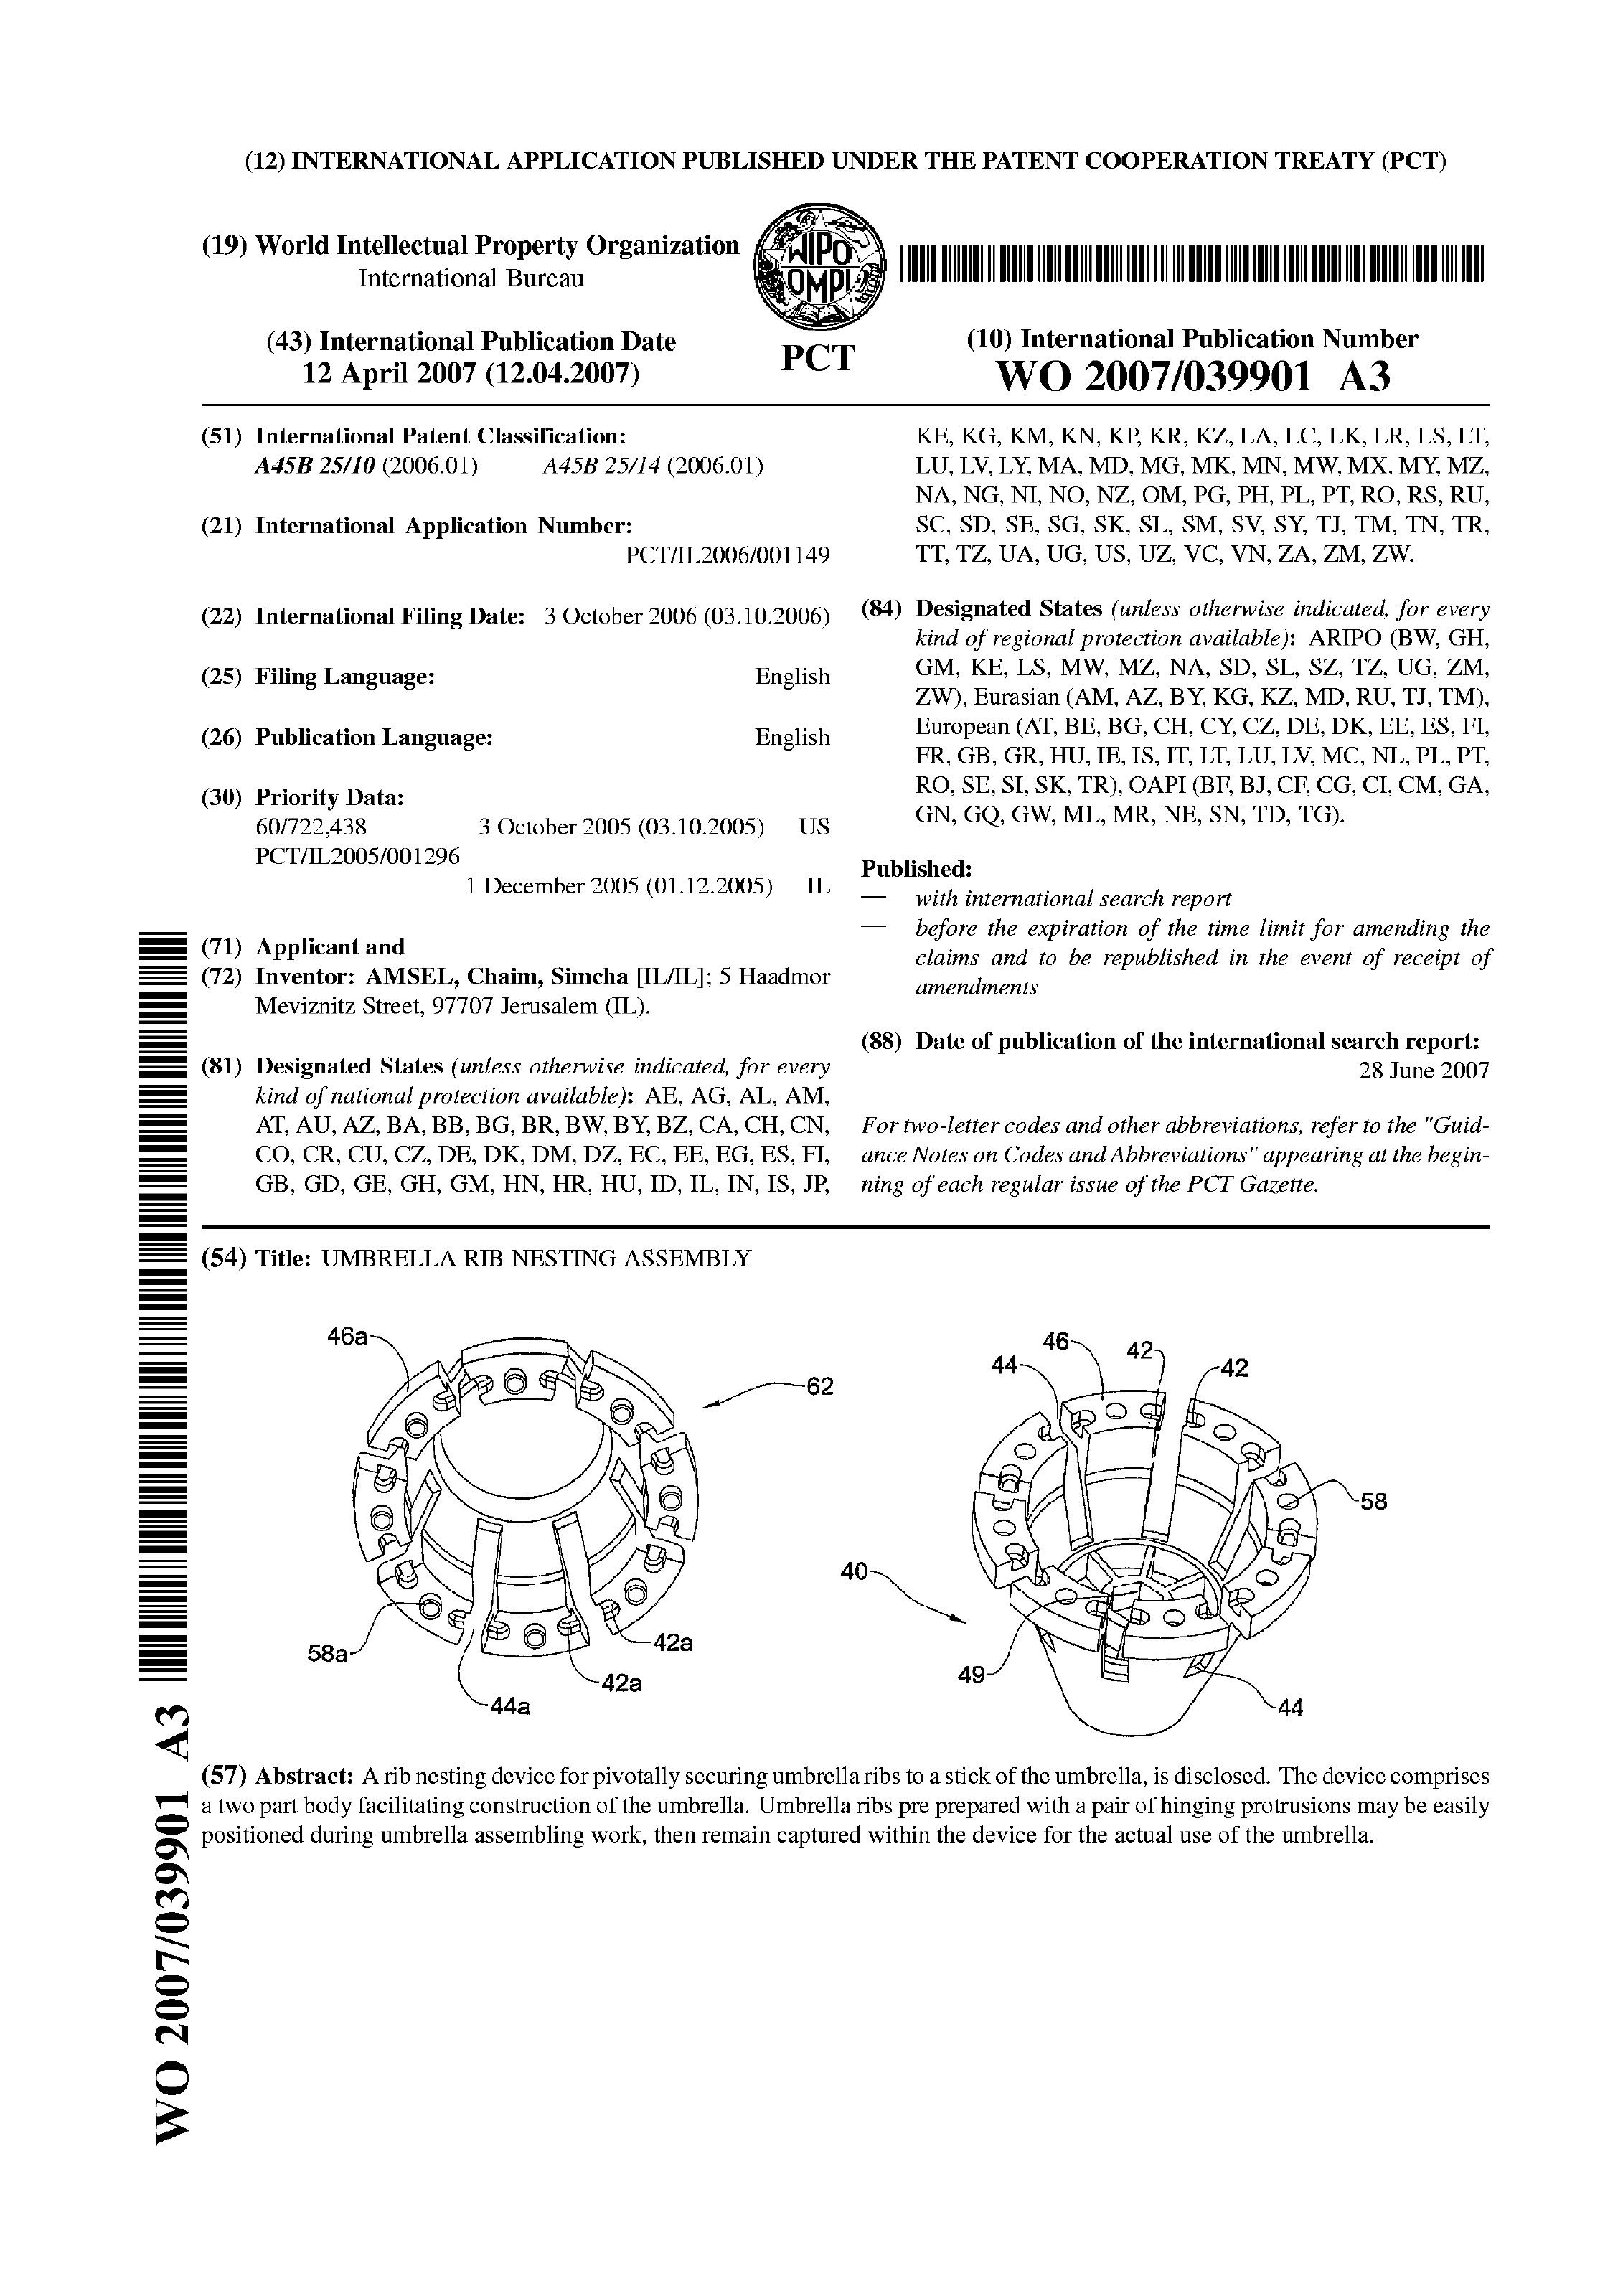 (12) INTERNATIONAL APPLICATION PUBLISHED UNDER THE PATENT COOPERATION TREATY (PCT)
(19) World Intellectual Property Organization
International Bureau
WIPO
OMPI
PCT
(43) International Publication Date
12 April 2007 (12.04.2007)
(10) International Publication Number
WO 2007/039901 A3
(51) International Patent Classification:
A45B 25/10 (2006.01) A45B 25/14 (2006.01)
(21) International Application Number:
PCT/IL2006/001149
(22) International Filing Date: 3 October 2006 (03.10.2006)
(25) Filing Language: English
(26) Publication Language: English
(30) Priority Data:
60/722,438 3 October 2005 (03.10.2005) US
PCT/IL2005/001296
1 December 2005 (01.12.2005) IL
(71) Applicant and
(72) Inventor: AMSEL, Chaim, Simcha [IL/IL]; 5 Haadmor
Meviznitz Street, 97707 Jerusalem (IL).
(81) Designated States (unless otherwise indicated, for every
kind of national protection available): AE, AG, AL, AM,
AT, AU, AZ, BA, BB, BG, BR, BW, BY, BZ, CA, CH, CN,
CO, CR, CU, CZ, DE, DK, DM, DZ, EC, EE, EG, ES, FI,
GB, GD, GE, GH, GM, HN, HR, HU, ID, IL, IN, IS, JP,
KE, KG, KM, KN, KP, KR, KZ, LA, LC, LK, LR, LS, LT,
LU, LV, LY, MA, MD, MG, MK, MN, MW, MX, MY, MZ,
NA, NG, NI, NO, NZ, OM, PG, PH, PL, PT, RO, RS, RU,
SC, SD, SE, SG, SK, SL, SM, SV, SY, TJ, TM, TN, TR,
TT, TZ, UA, UG, US, UZ, VC, VN, ZA, ZM, ZW.
(84) Designated States (unless otherwise indicated, for every
kind of regional protection available): ARIPO (BW, GH,
GM, KE, LS, MW, MZ, NA, SD, SL, SZ, TZ, UG, ZM,
ZW), Eurasian (AM, AZ, BY, KG, KZ, MD, RU, TJ, TM),
European (AT, BE, BG, CH, CY, CZ, DE, DK, EE, ES, FI,
FR, GB, GR, HU, IE, IS, IT, LT, LU, LV, MC, NL, PL, PT,
RO, SE, SI, SK, TR), OAPI (BF, BJ, CF, CG, CI, CM, GA,
GN, GQ, GW, ML, MR, NE, SN, TD, TG).
Published:
— with international search report
— before the expiration of the time limit for amending the
claims and to be republished in the event of receipt of
amendments
(88) Date of publication of the international search report:
28 June 2007
For two-letter codes and other abbreviations, refer to the "Guid-
ance Notes on Codes and Abbreviations" appearing at the begin-
ning of each regular issue of the PCT Gazette.
(54) Title: UMBRELLA RIB NESTING ASSEMBLY
46a
62
58a
42a
42a
44a
46
42
44
42
58
40
49
44
(57) Abstract: A rib nesting device for pivotally securing umbrella ribs to a stick of the umbrella, is disclosed. The device comprises
a two part body facilitating construction of the umbrella. Umbrella ribs pre prepared with a pair of hinging protrusions may be easily
positioned during umbrella assembling work, then remain captured within the device for the actual use of the umbrella.
WO 2007/039901 A3